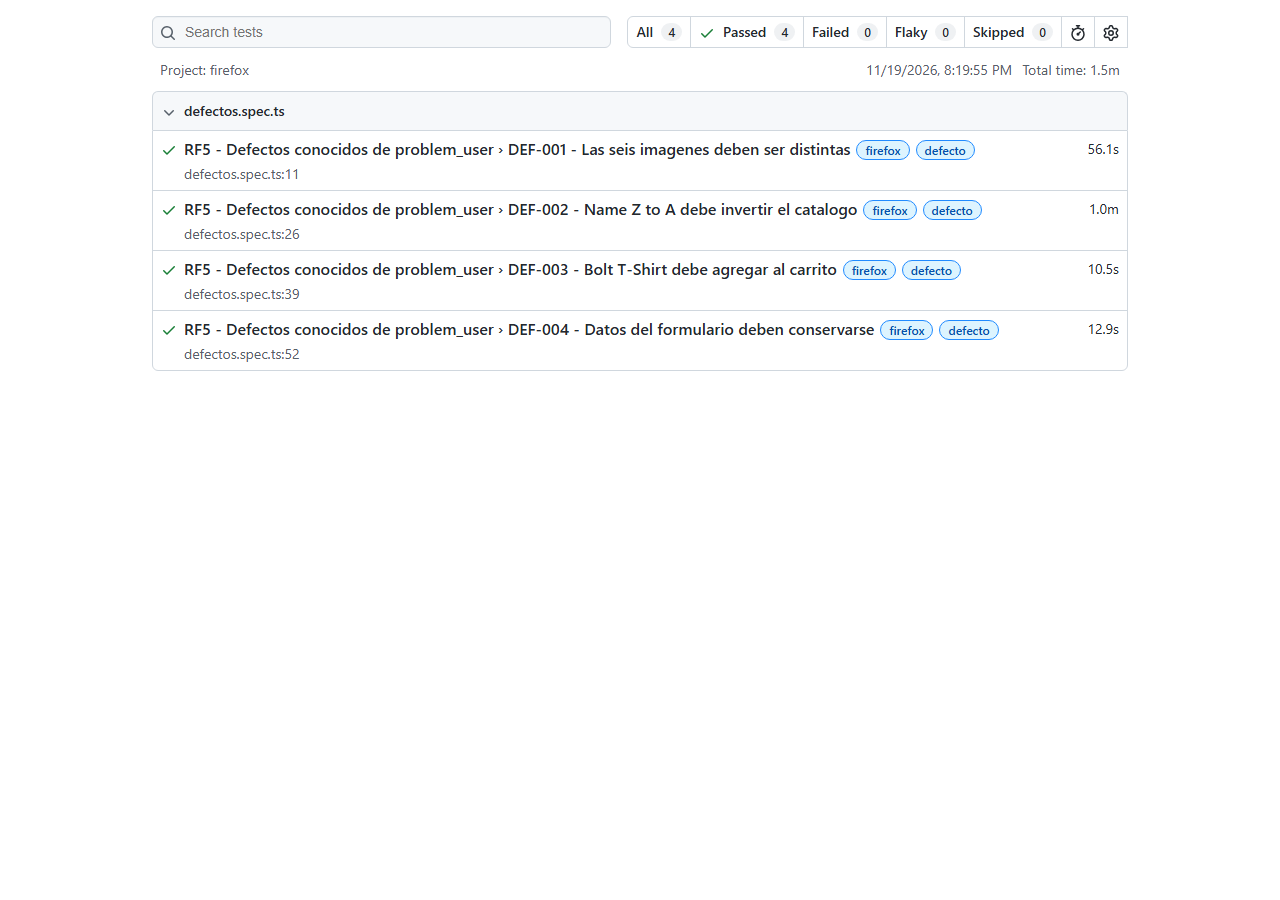 Search tests
All 4 Passed 4 Failed 0 Flaky 0 Skipped 0
Project: firefox 11/19/2026, 8:19:55 PM Total time: 1.5m
defectos.spec.ts
RF5 - Defectos conocidos de problem_user › DEF-001 - Las seis imagenes deben ser distintas firefox defecto 56.1s
defectos.spec.ts:11
RF5 - Defectos conocidos de problem_user › DEF-002 - Name Z to A debe invertir el catalogo firefox defecto 1.0m
defectos.spec.ts:26
RF5 - Defectos conocidos de problem_user › DEF-003 - Bolt T-Shirt debe agregar al carrito firefox defecto 10.5s
defectos.spec.ts:39
RF5 - Defectos conocidos de problem_user › DEF-004 - Datos del formulario deben conservarse firefox defecto 12.9s
defectos.spec.ts:52